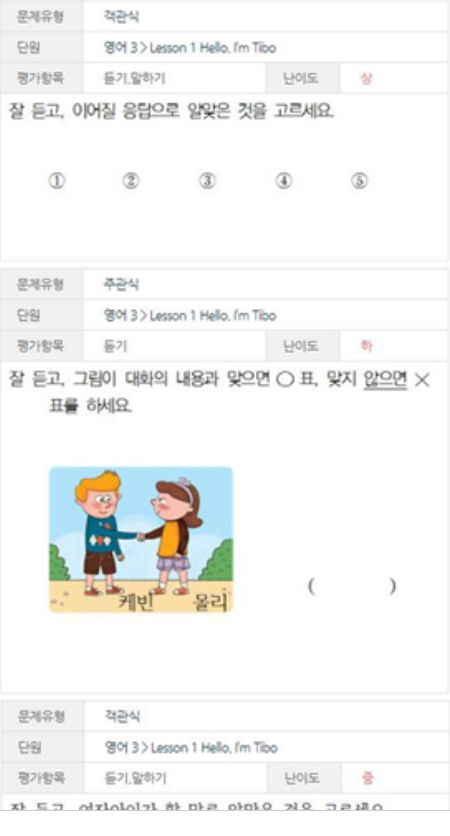 문제유형 객관식
단원 영어 3 > Lesson 1 Hello, I'm Tibo
평가항목 듣기,말하기 난이도 상
잘 듣고, 이어질 응답으로 알맞은 것을 고르세요.
① ② ③ ④ ⑤
문제유형 주관식
단원 영어 3 > Lesson 1 Hello, I'm Tibo
평가항목 듣기 난이도 하
잘 듣고, 그림이 대화의 내용과 맞으면 ○ 표, 맞지 않으면 ×
표를 하세요.
케빈 몰리
( )
문제유형 객관식
단원 영어 3 > Lesson 1 Hello, I'm Tibo
평가항목 듣기,말하기 난이도 중
잘 듣고, 여자아이가 할 말로 알맞은 것을 고르세요.